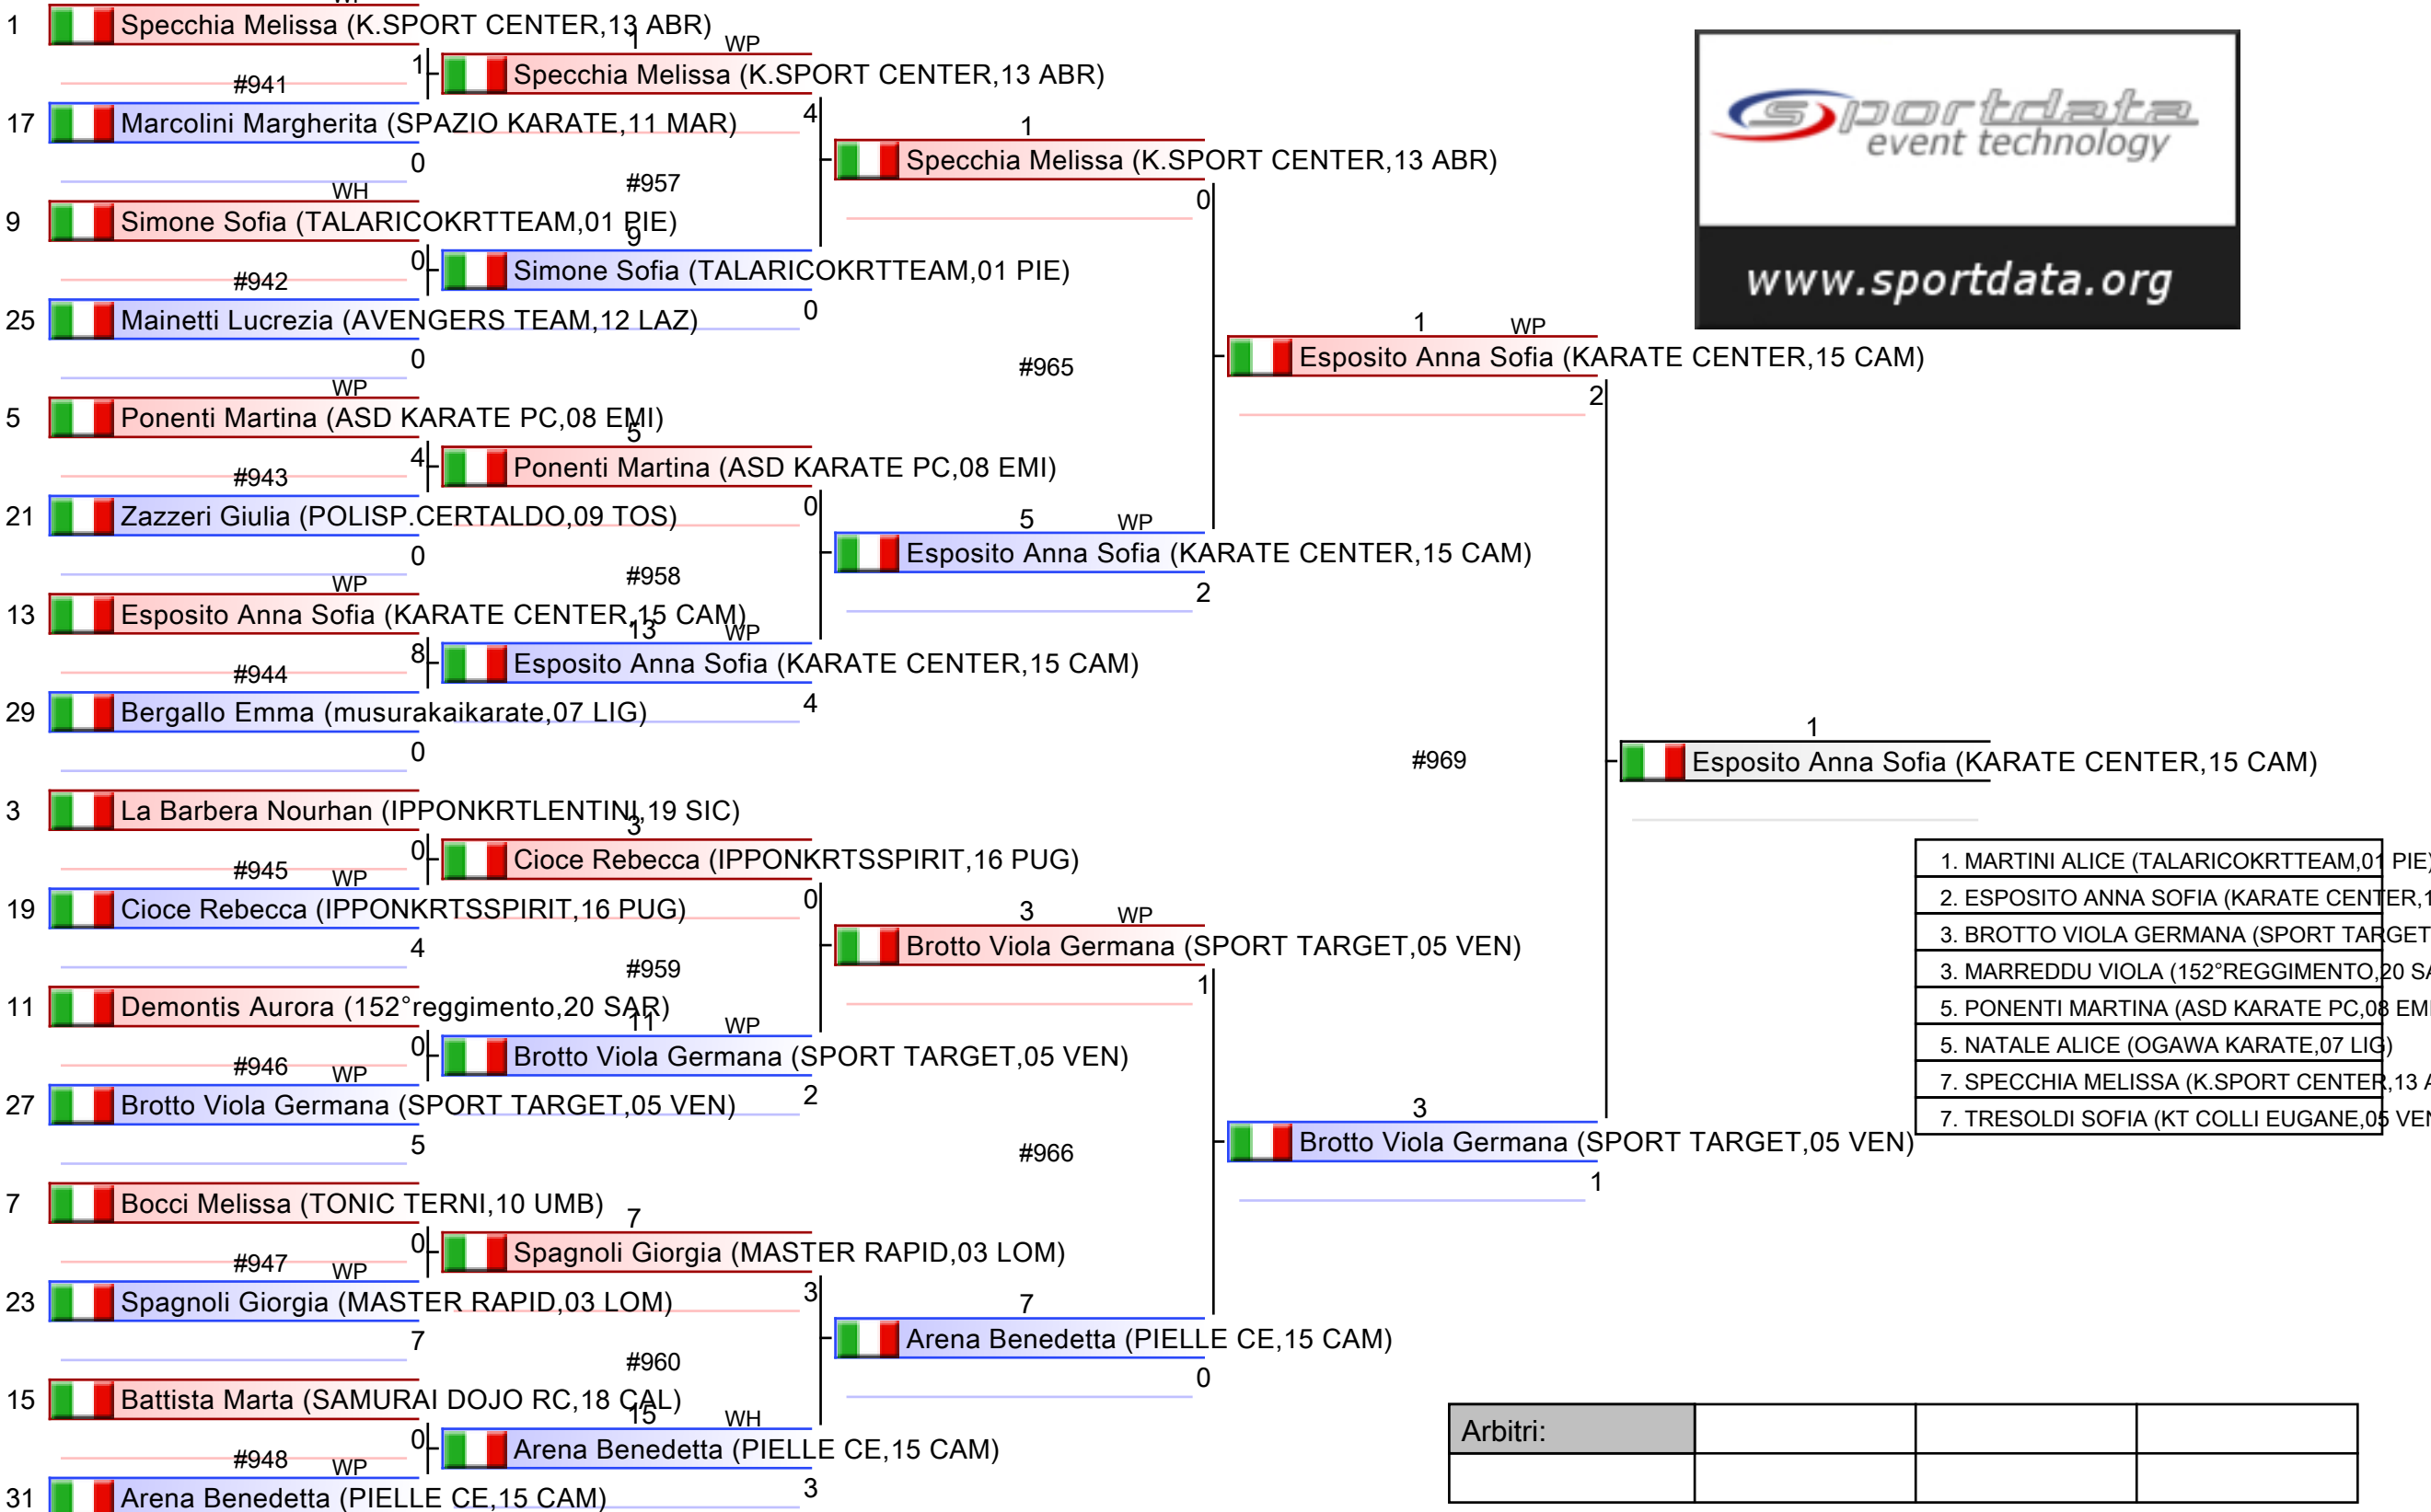 WP
1 Specchia Melissa (K.SPORT CENTER,13 ABR)
#941 1
17 Marcolini Margherita (SPAZIO KARATE,11 MAR)
0
WH
9 Simone Sofia (TALARICOKRTTEAM,01 PIE)
#942 0
25 Mainetti Lucrezia (AVENGERS TEAM,12 LAZ)
0
WP
5 Ponenti Martina (ASD KARATE PC,08 EMI)
#943 4
21 Zazzeri Giulia (POLISP.CERTALDO,09 TOS)
0
WP
13 Esposito Anna Sofia (KARATE CENTER,15 CAM)
#944 8
29 Bergallo Emma (musurakaikarate,07 LIG)
0
3 La Barbera Nourhan (IPPONKRTLENTINI,19 SIC)
#945 0
WP
19 Cioce Rebecca (IPPONKRTSSPIRIT,16 PUG)
4
11 Demontis Aurora (152°reggimento,20 SAR)
#946 0
WP
27 Brotto Viola Germana (SPORT TARGET,05 VEN)
5
7 Bocci Melissa (TONIC TERNI,10 UMB)
#947 0
WP
23 Spagnoli Giorgia (MASTER RAPID,03 LOM)
7
15 Battista Marta (SAMURAI DOJO RC,18 CAL)
#948 0
WP
31 Arena Benedetta (PIELLE CE,15 CAM)
1 WP
Specchia Melissa (K.SPORT CENTER,13 ABR)
4
#957
9
Simone Sofia (TALARICOKRTTEAM,01 PIE)
0
5
Ponenti Martina (ASD KARATE PC,08 EMI)
0
#958
13 WP
Esposito Anna Sofia (KARATE CENTER,15 CAM)
4
3
Cioce Rebecca (IPPONKRTSSPIRIT,16 PUG)
0
#959
11 WP
Brotto Viola Germana (SPORT TARGET,05 VEN)
2
7
Spagnoli Giorgia (MASTER RAPID,03 LOM)
3
#960
15 WH
Arena Benedetta (PIELLE CE,15 CAM)
3
1
Specchia Melissa (K.SPORT CENTER,13 ABR)
0
#965
5 WP
Esposito Anna Sofia (KARATE CENTER,15 CAM)
2
3 WP
Brotto Viola Germana (SPORT TARGET,05 VEN)
1
#966
7
Arena Benedetta (PIELLE CE,15 CAM)
0
1 WP
Esposito Anna Sofia (KARATE CENTER,15 CAM)
2
#969
3
Brotto Viola Germana (SPORT TARGET,05 VEN)
1
1
Esposito Anna Sofia (KARATE CENTER,15 CAM)
sportdata
event technology
www.sportdata.org
1. MARTINI ALICE (TALARICOKRTTEAM,01 PIE)
2. ESPOSITO ANNA SOFIA (KARATE CENTER,1
3. BROTTO VIOLA GERMANA (SPORT TARGET
3. MARREDDU VIOLA (152°REGGIMENTO,20 SA
5. PONENTI MARTINA (ASD KARATE PC,08 EMI
5. NATALE ALICE (OGAWA KARATE,07 LIG)
7. SPECCHIA MELISSA (K.SPORT CENTER,13 A
7. TRESOLDI SOFIA (KT COLLI EUGANE,05 VEN
Arbitri: